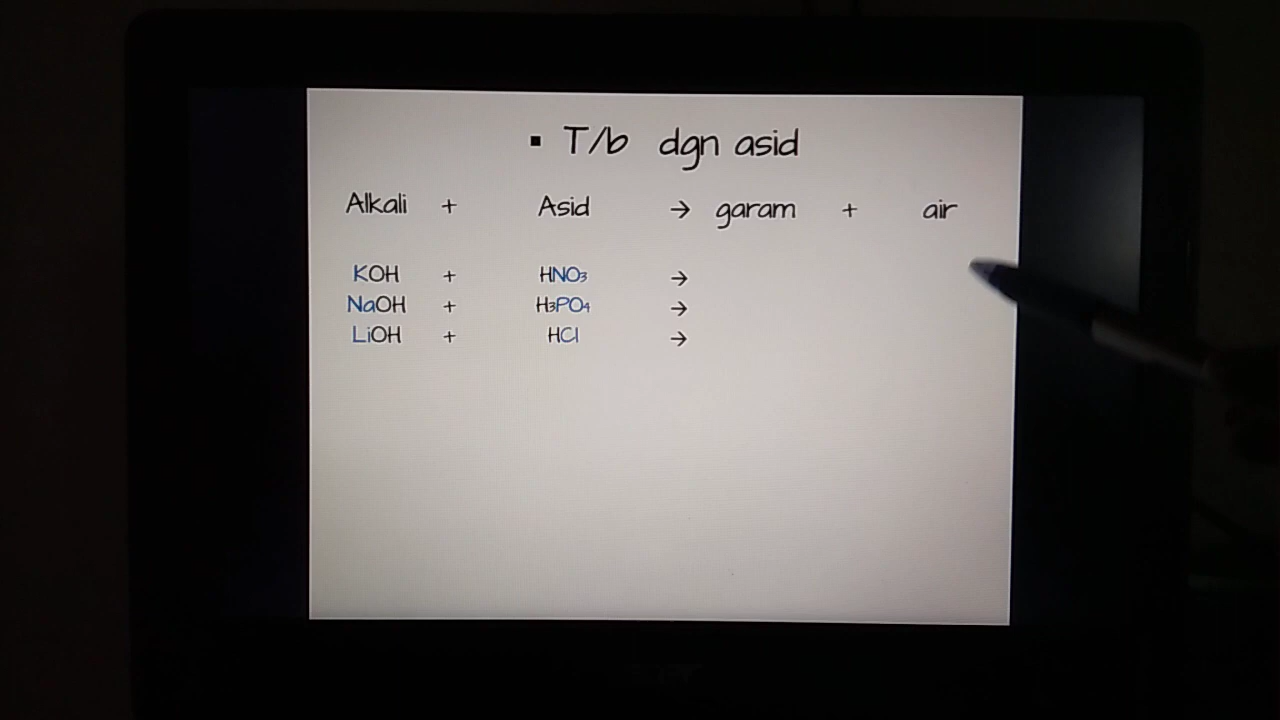 ▪ T/b dgn asid
Alkali + Asid → garam + air
KOH + HNO₃ →
NaOH + H₃PO₄ →
LiOH + HCl →